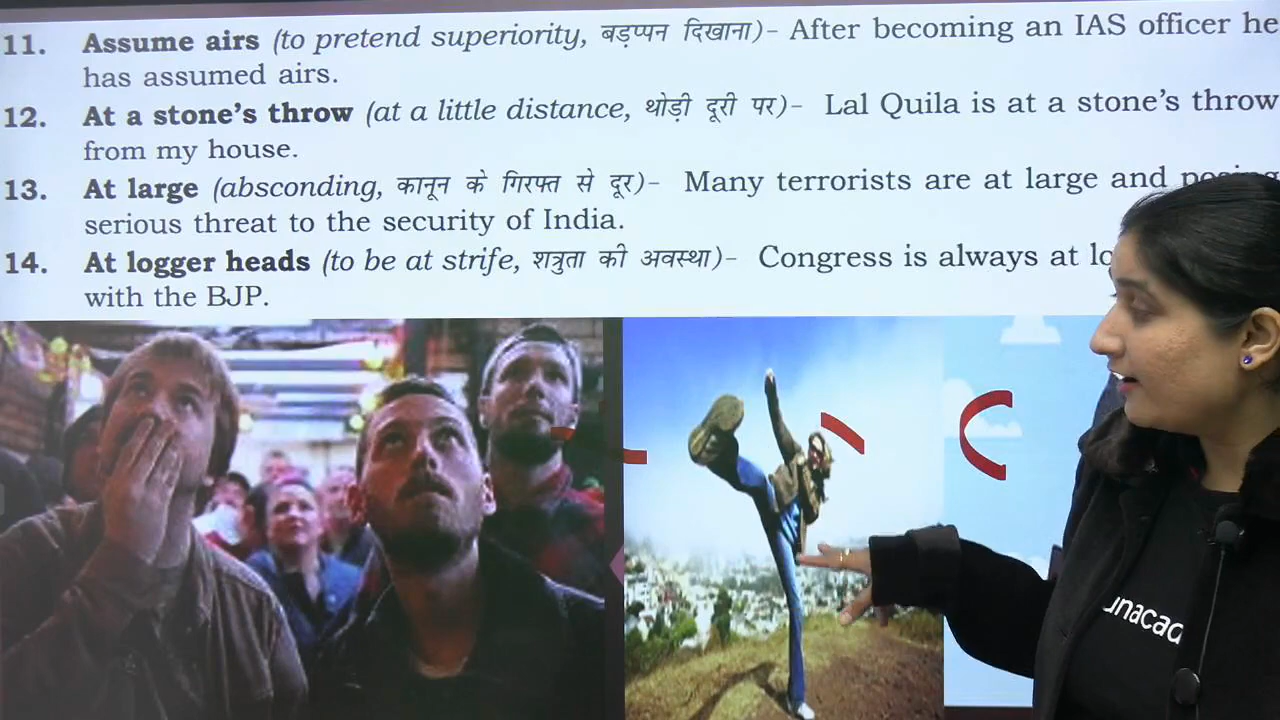 11. Assume airs (to pretend superiority, बड़प्पन दिखाना)- After becoming an IAS officer he
has assumed airs.
12. At a stone's throw (at a little distance, थोड़ी दूरी पर)- Lal Quila is at a stone's throw
from my house.
13. At large (absconding, कानून के गिरफ्त से दूर)- Many terrorists are at large and
serious threat to the security of India.
14. At logger heads (to be at strife, शत्रुता की अवस्था)- Congress is always at
with the BJP.
unacad